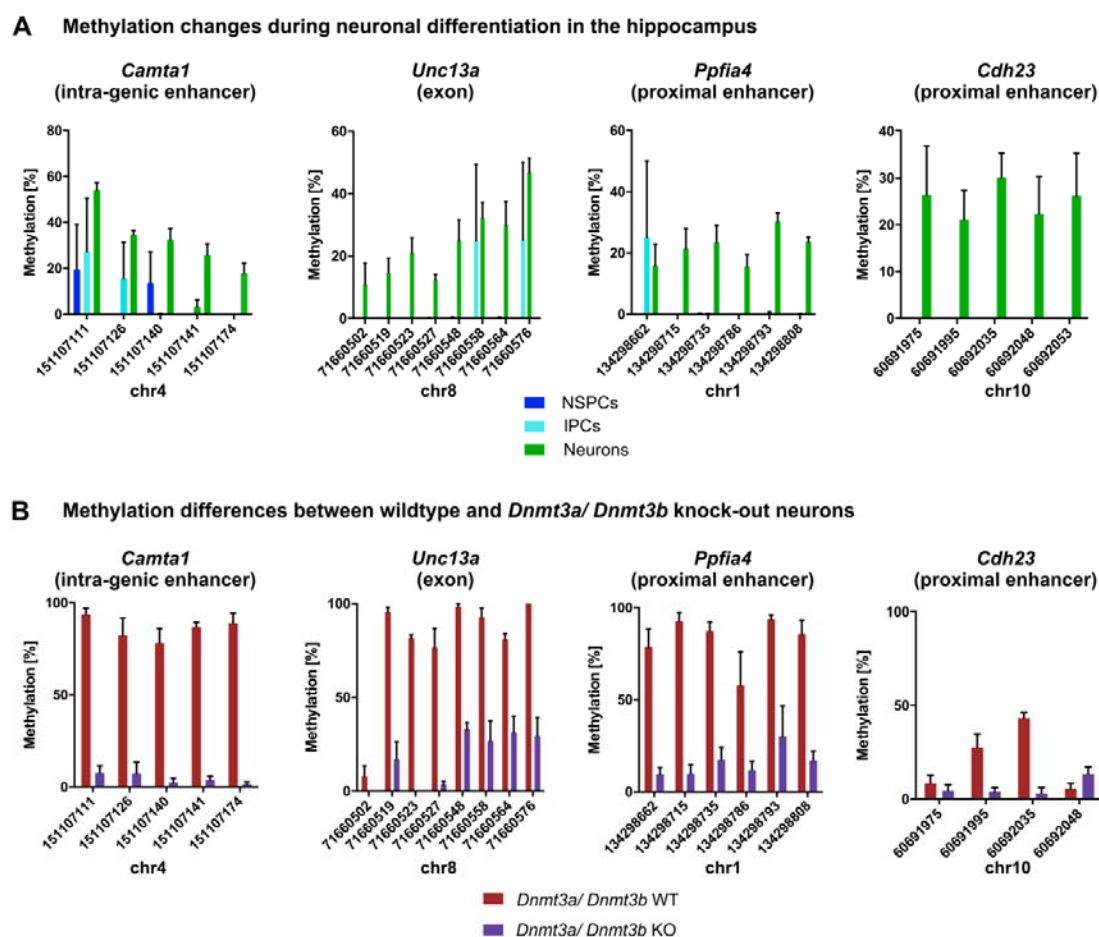 A Methylation changes during neuronal differentiation in the hippocampus
Camta1
(intra-genic enhancer)
Methylation [%]
80
60
40
20
0
151107111
151107126
151107140
151107141
151107174
chr4
Unc13a
(exon)
Methylation [%]
60
40
20
0
71660502
71660519
71660523
71660527
71660548
71660558
71660564
71660576
chr8
Ppfia4
(proximal enhancer)
Methylation [%]
60
40
20
0
134298662
134298715
134298735
134298786
134298793
134298808
chr1
Cdh23
(proximal enhancer)
Methylation [%]
40
30
20
10
0
60691975
60691995
60692035
60692048
60692053
chr10
NSPCs
IPCs
Neurons
B Methylation differences between wildtype and Dnmt3a/ Dnmt3b knock-out neurons
Camta1
(intra-genic enhancer)
Methylation [%]
100
50
0
151107111
151107126
151107140
151107141
151107174
chr4
Unc13a
(exon)
Methylation [%]
100
50
0
71660502
71660519
71660523
71660527
71660548
71660558
71660564
71660576
chr8
Ppfia4
(proximal enhancer)
Methylation [%]
100
50
0
134298662
134298715
134298735
134298786
134298793
134298808
chr1
Cdh23
(proximal enhancer)
Methylation [%]
100
50
0
60691975
60691995
60692035
60692048
chr10
Dnmt3a/ Dnmt3b WT
Dnmt3a/ Dnmt3b KO